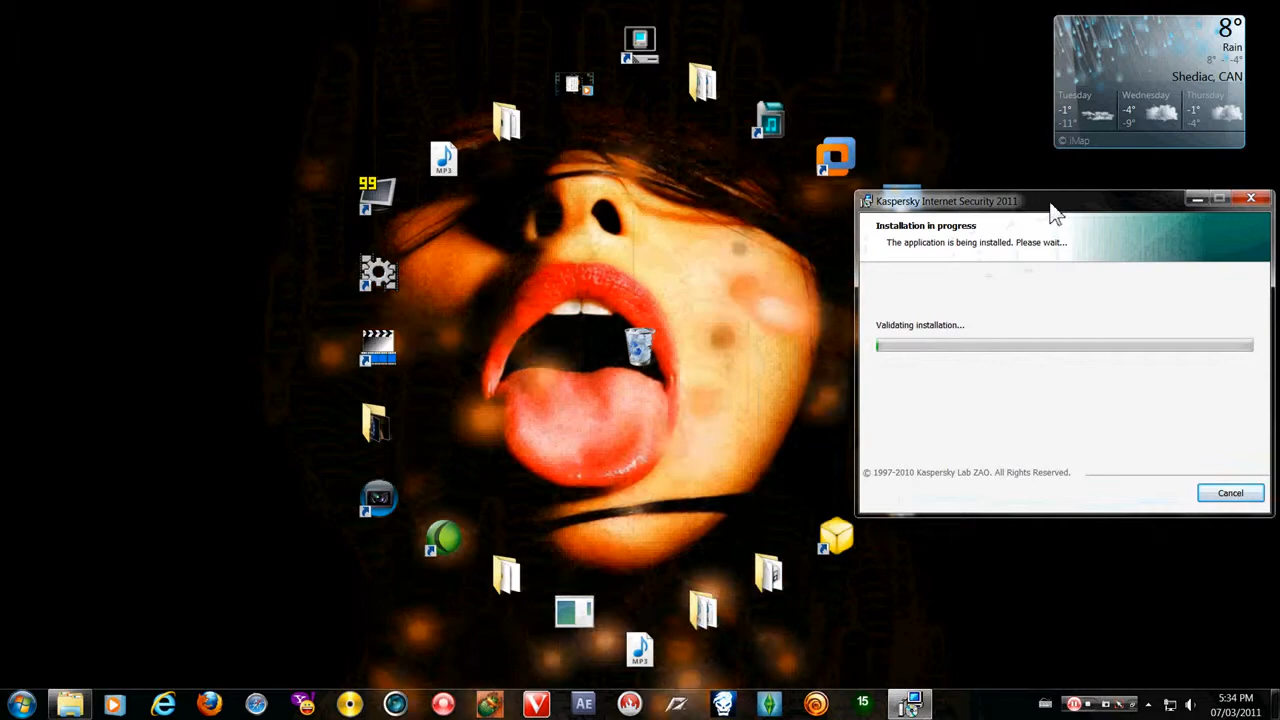 8°
Rain
8° - -4°
Shediac, CAN
Tuesday Wednesday Thursday
-1° -4° -1°
-11° -9° -4°
© iMap
MP3
99
Kaspersky Internet Security 2011
Installation in progress
The application is being installed. Please wait...
Validating installation...
© 1997-2010 Kaspersky Lab ZAO. All Rights Reserved.
Cancel
MP3
AE
15
5:34 PM
07/03/2011